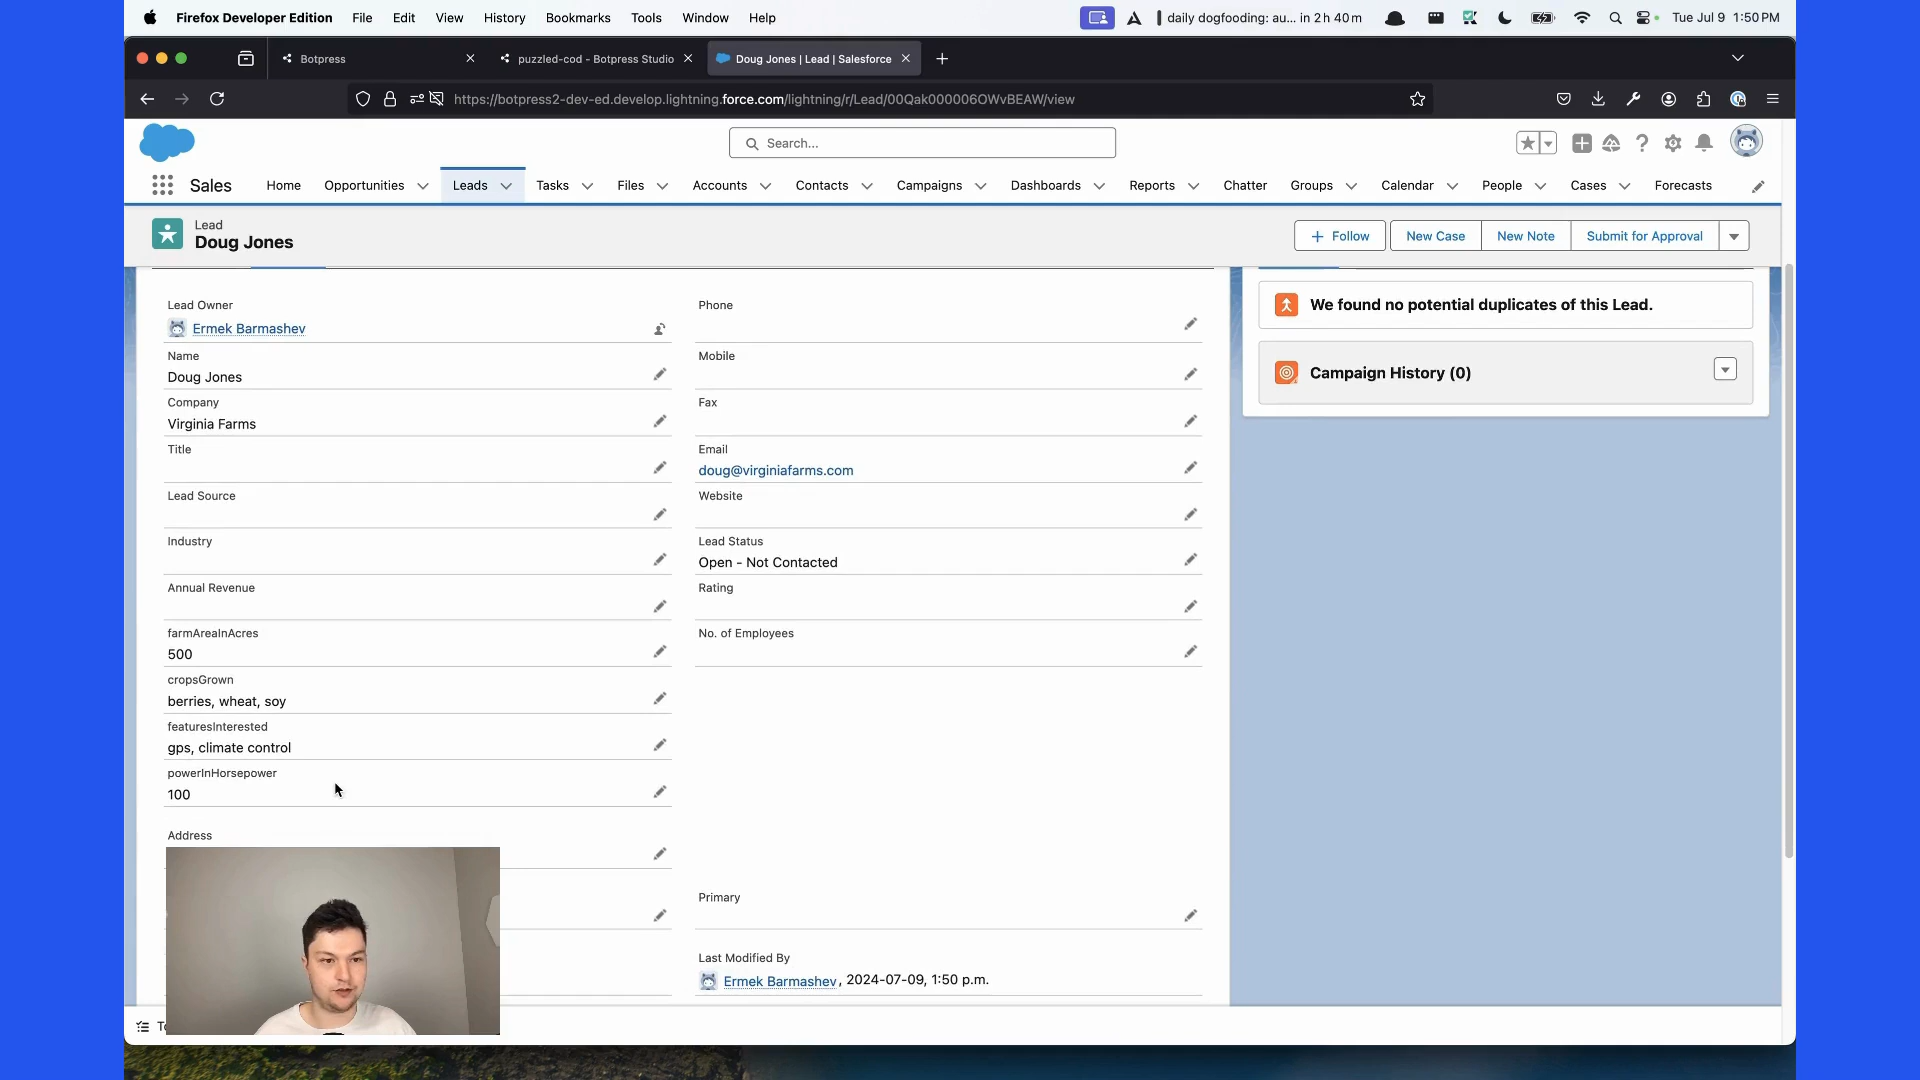 Firefox Developer Edition File Edit View History Bookmarks Tools Window Help daily dogfooding: au... in 2 h 40 m Tue Jul 9 1:50 PM
Botpress puzzled-cod - Botpress Studio Doug Jones | Lead | Salesforce
https://botpress2-dev-ed.develop.lightning.force.com/lightning/r/Lead/00Qak000006OWvBEAW/view
Search...
Sales Home Opportunities Leads Tasks Files Accounts Contacts Campaigns Dashboards Reports Chatter Groups Calendar People Cases Forecasts
Lead
Doug Jones
Follow New Case New Note Submit for Approval
Lead Owner
Ermek Barmashev
Name
Doug Jones
Company
Virginia Farms
Title
Lead Source
Industry
Annual Revenue
farmAreaInAcres
500
cropsGrown
berries, wheat, soy
featuresInterested
gps, climate control
powerInHorsepower
100
Address
Phone
Mobile
Fax
Email
doug@virginiafarms.com
Website
Lead Status
Open - Not Contacted
Rating
No. of Employees
Primary
Last Modified By
Ermek Barmashev, 2024-07-09, 1:50 p.m.
We found no potential duplicates of this Lead.
Campaign History (0)